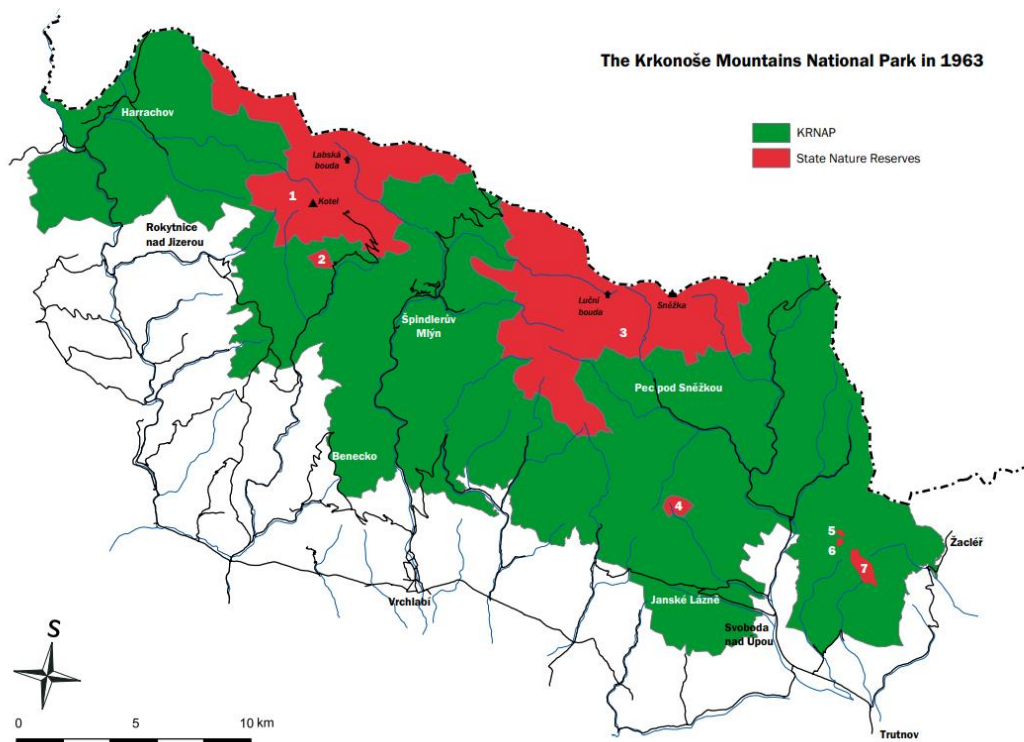 The Krkonoše Mountains National Park in 1963
KRNAP
State Nature Reserves
Harrachov
Labská
bouda
1
Kotel
Rokytnice
nad Jizerou
2
Špindlerův
Mlýn
Luční
bouda
Sněžka
3
Pec pod Sněžkou
Benecko
4
5
6
7
Žacléř
Vrchlabí
Janské Lázně
Svoboda
nad Úpou
Trutnov
S
0 5 10 km